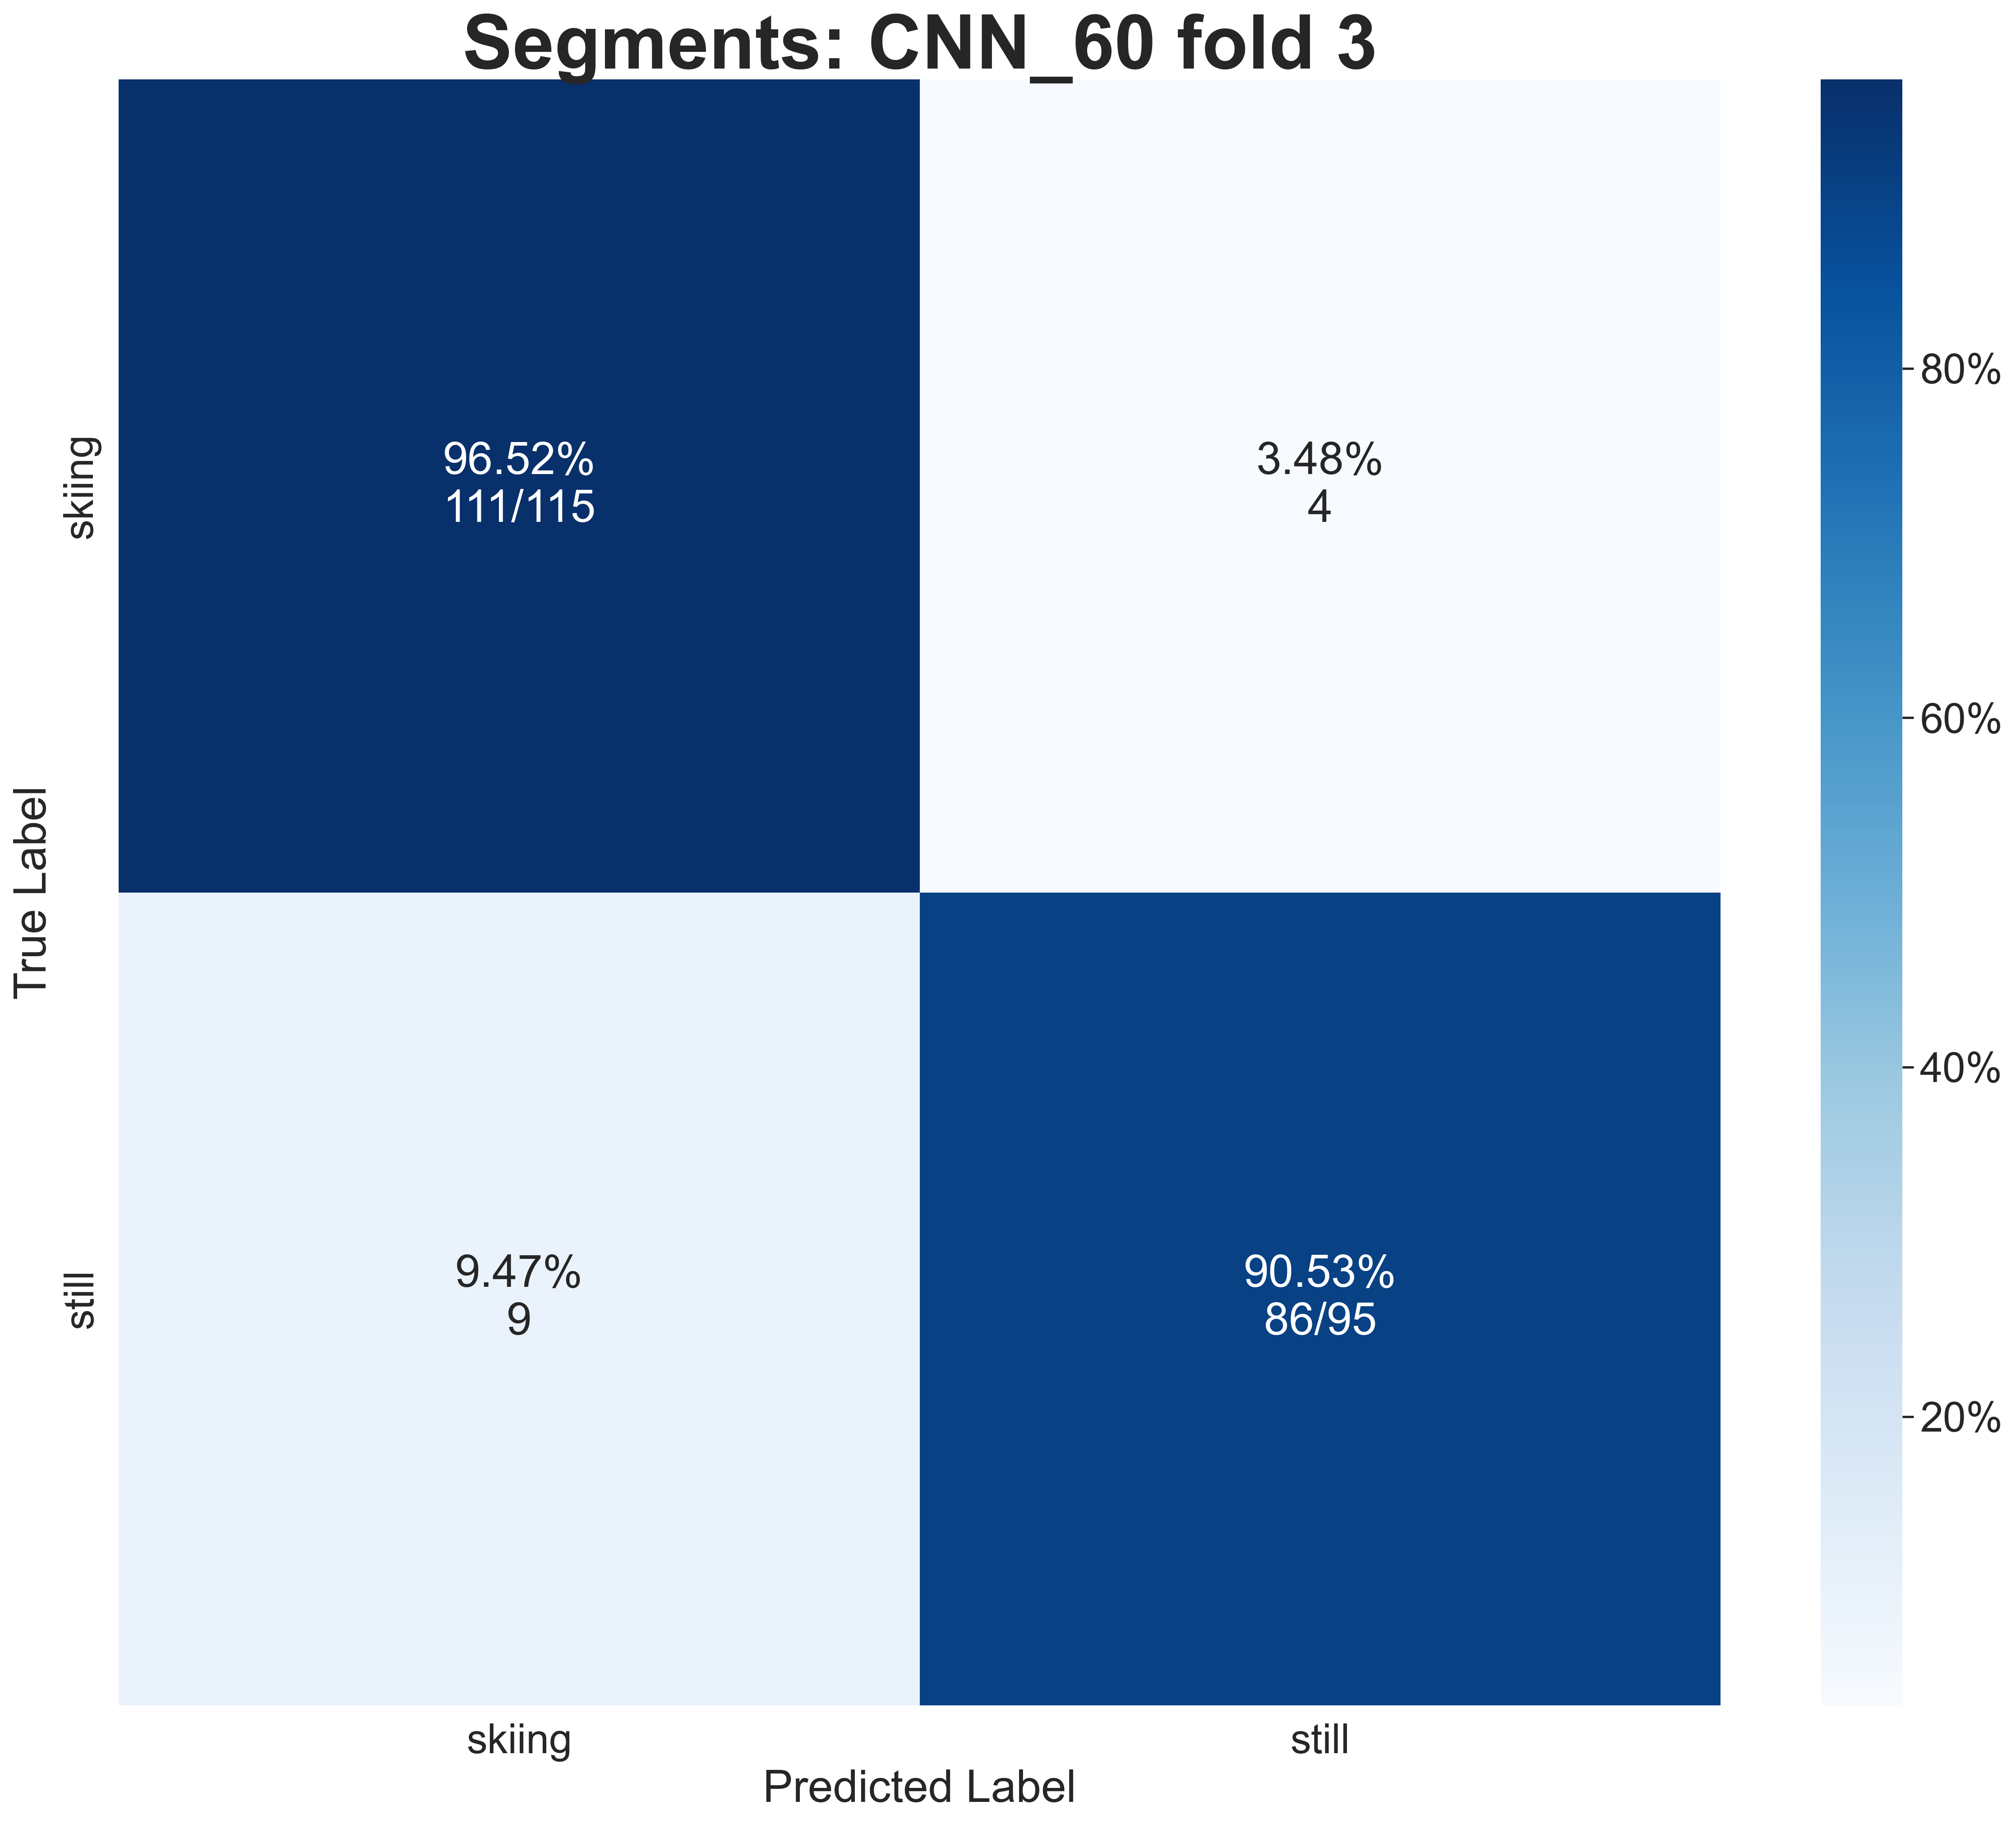 Segments: CNN_60 fold 3
True Label
skiing
96.52%
111/115
3.48%
4
still
9.47%
9
90.53%
86/95
skiing
still
Predicted Label
80%
60%
40%
20%